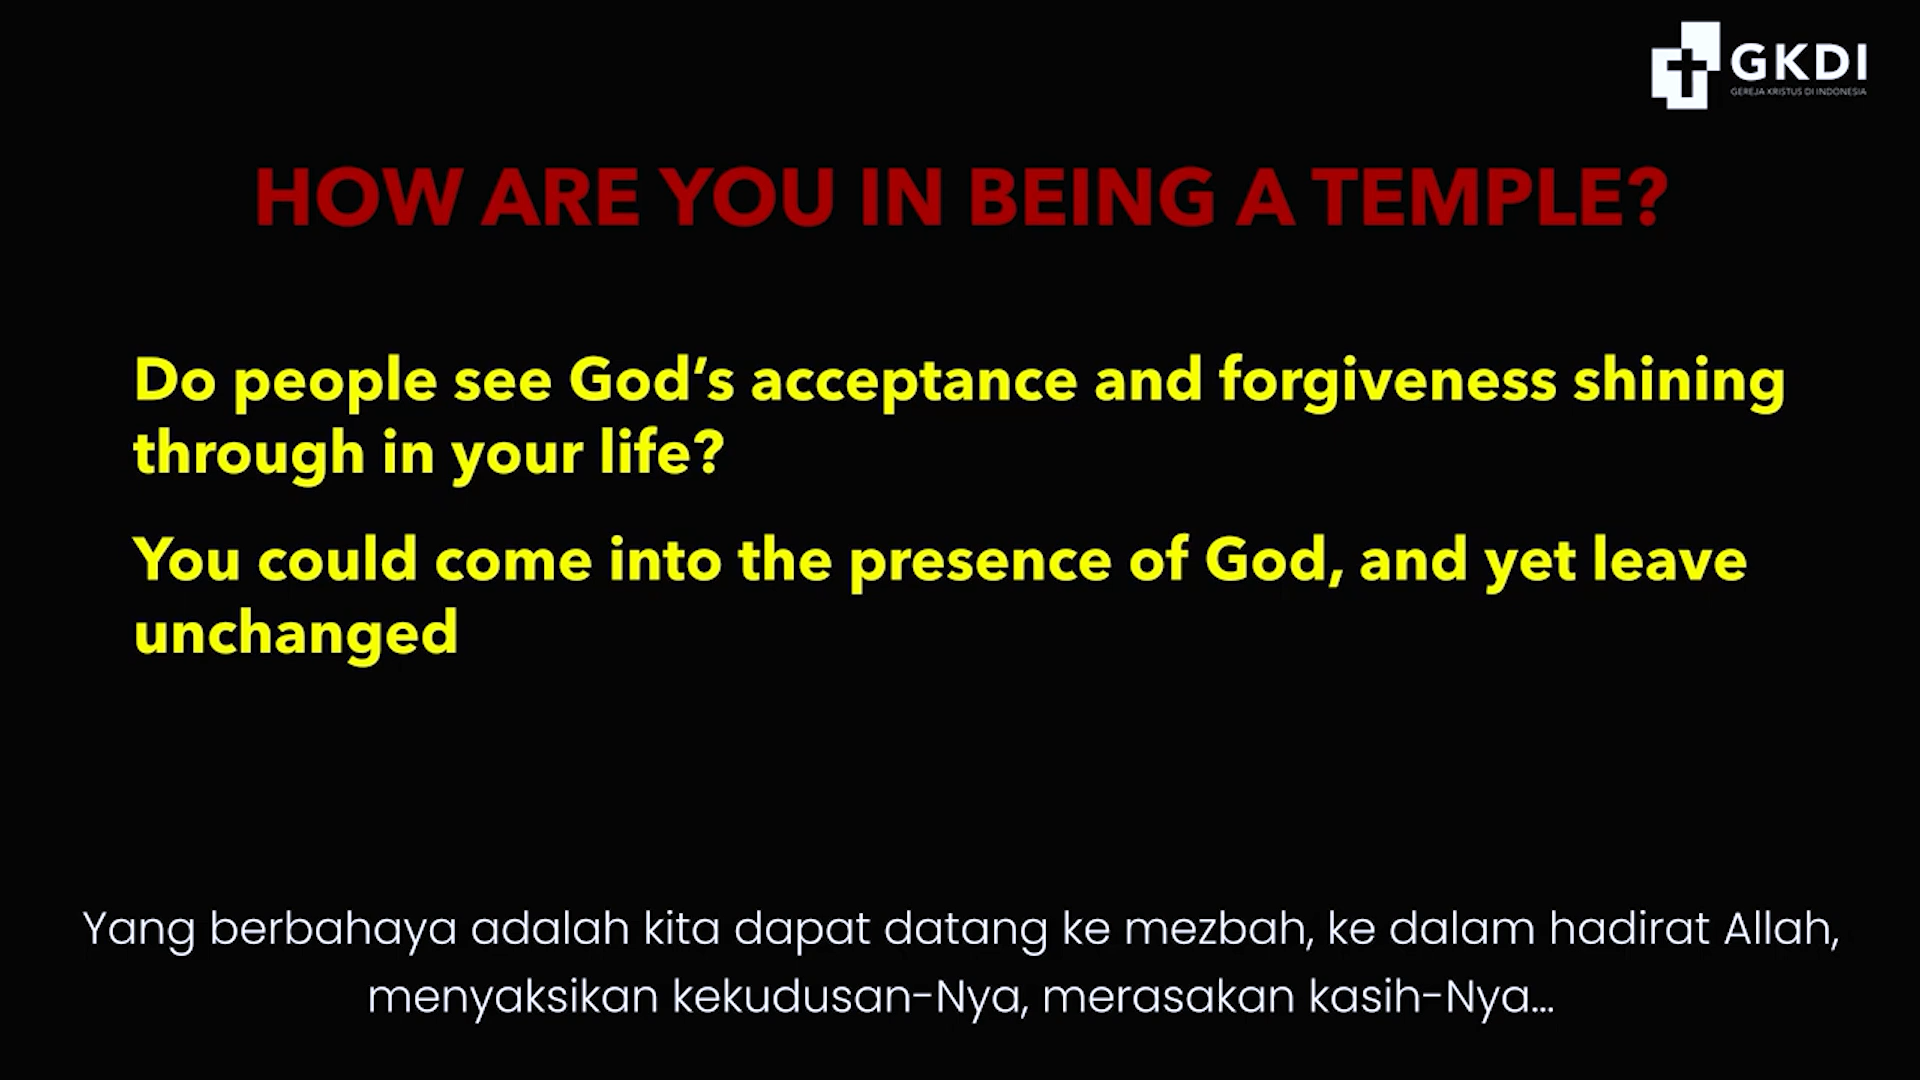 GKDI
GEREJA KRISTUS DI INDONESIA
HOW ARE YOU IN BEING A TEMPLE?
Do people see God’s acceptance and forgiveness shining
through in your life?
You could come into the presence of God, and yet leave
unchanged
Yang berbahaya adalah kita dapat datang ke mezbah, ke dalam hadirat Allah,
menyaksikan kekudusan-Nya, merasakan kasih-Nya...